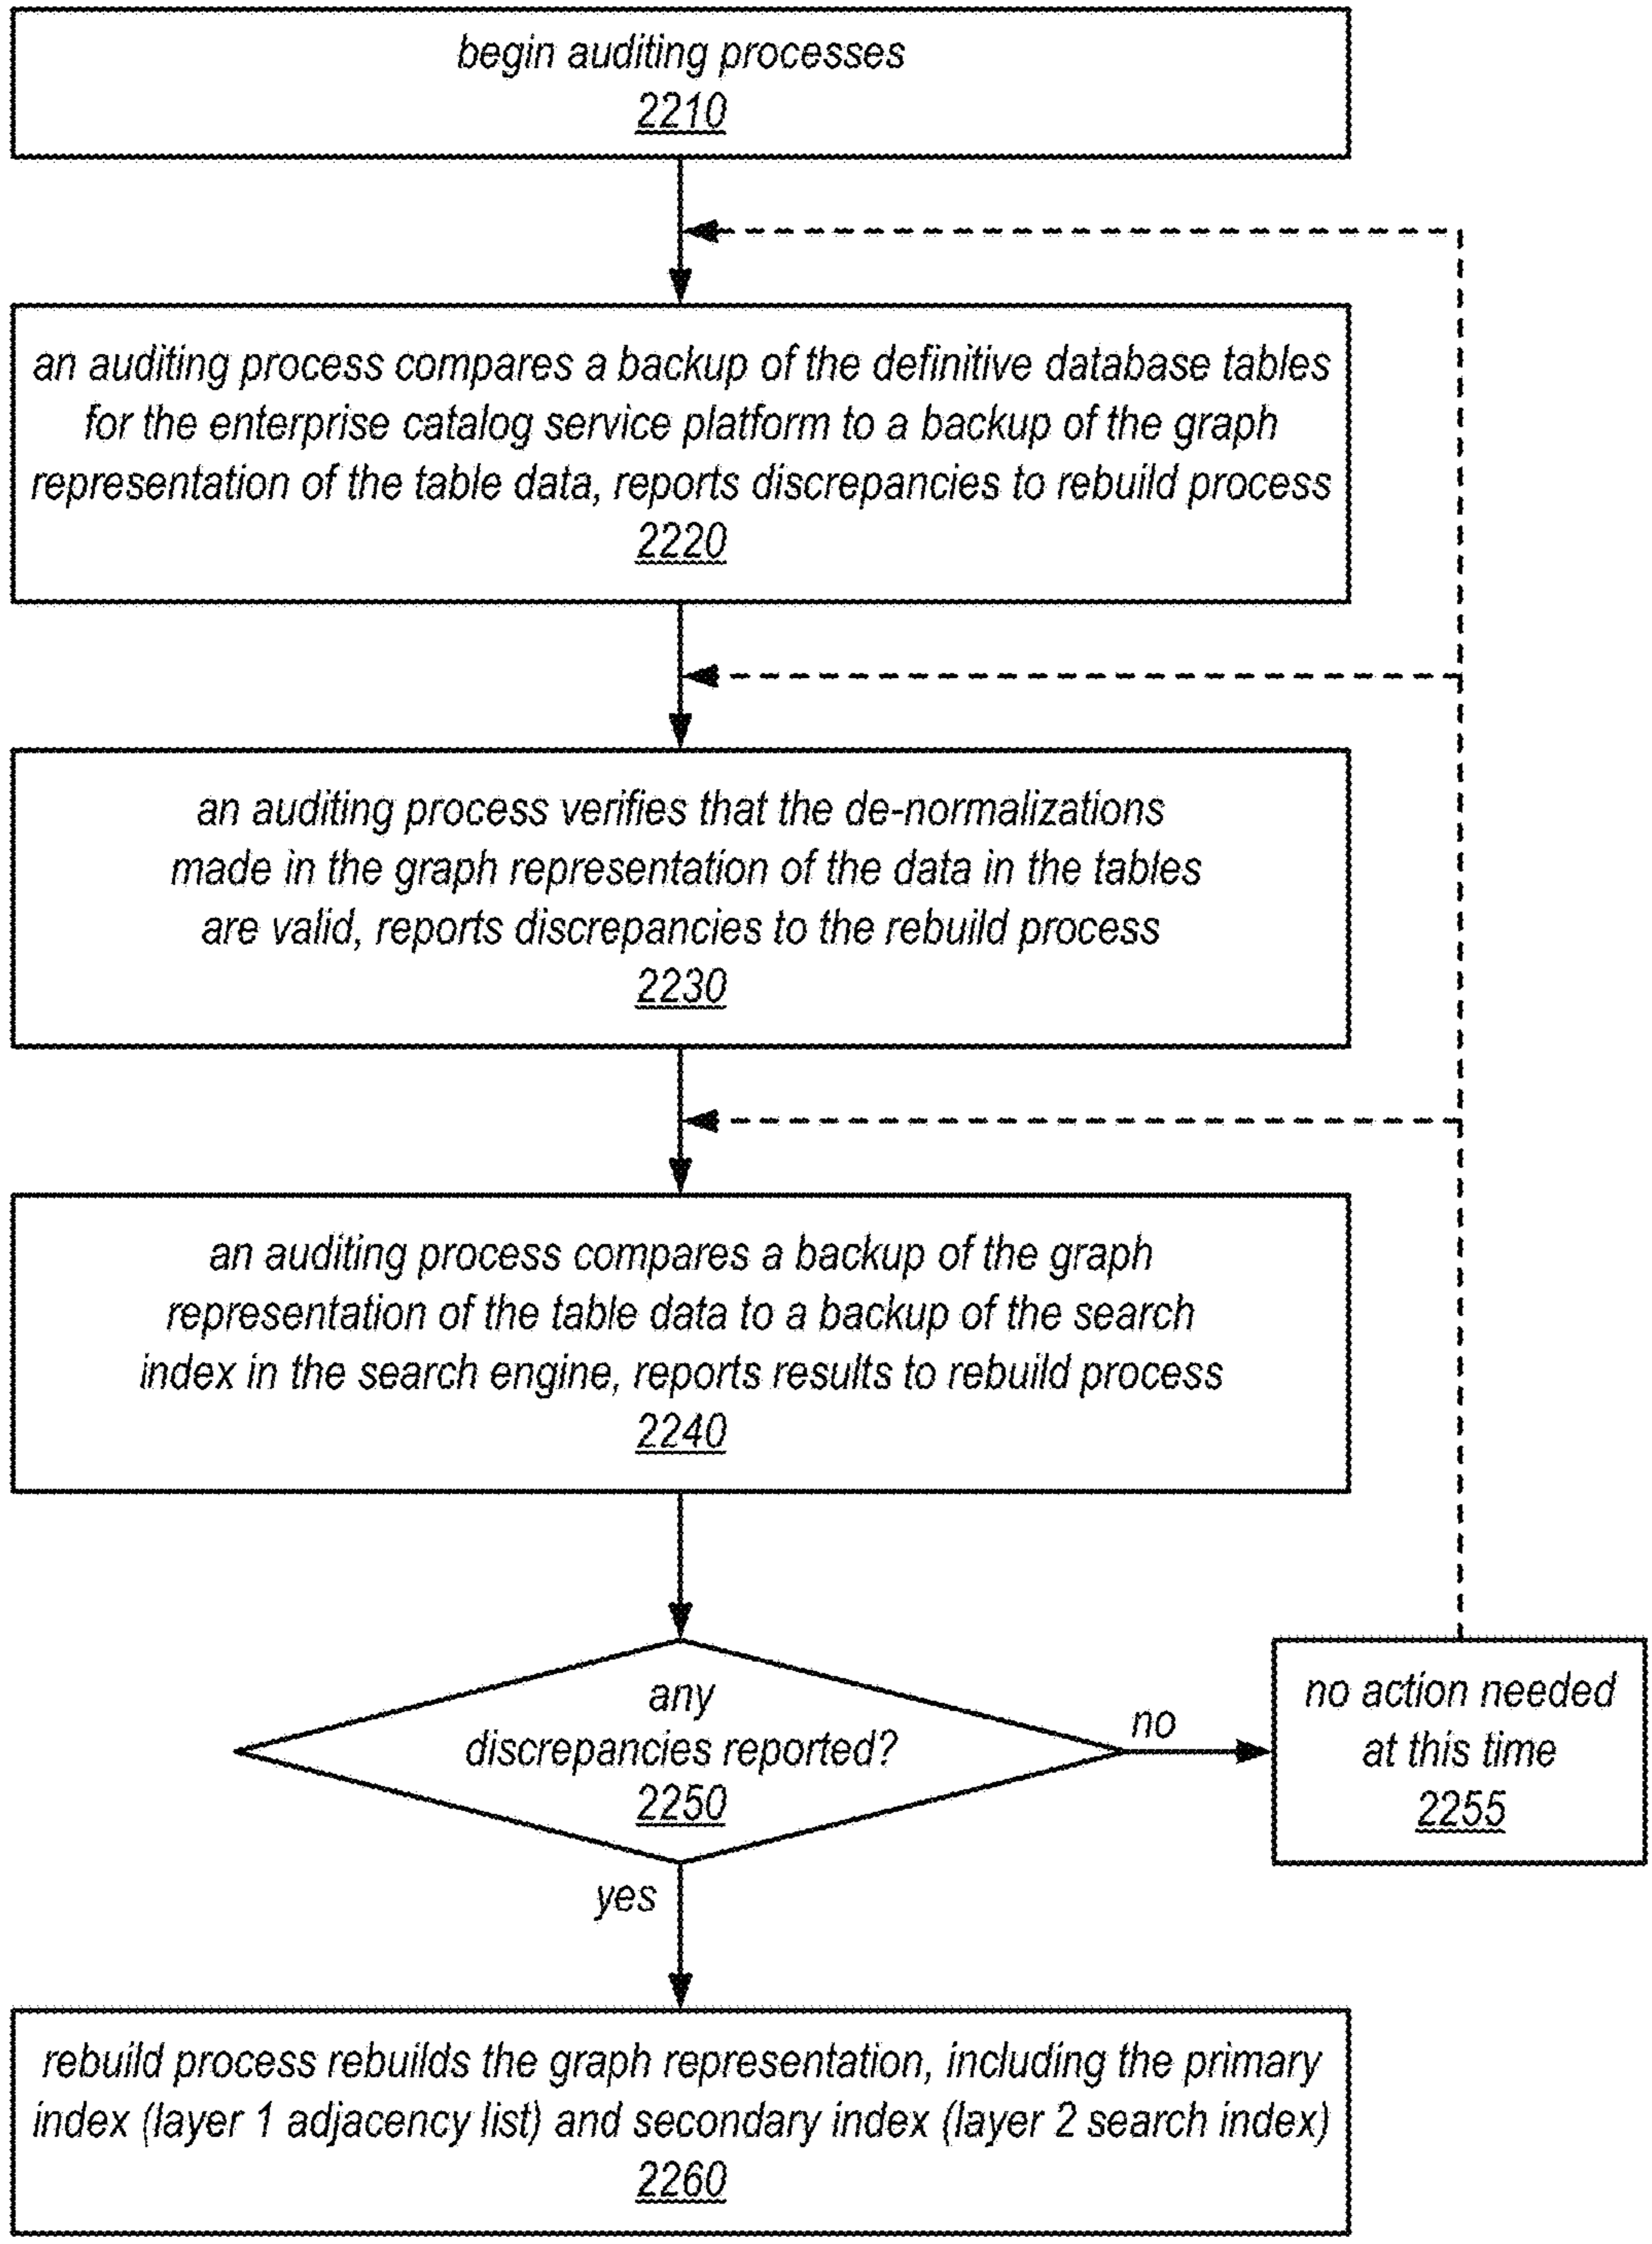 begin auditing processes
2210
an auditing process compares a backup of the definitive database tables
for the enterprise catalog service platform to a backup of the graph
representation of the table data, reports discrepancies to rebuild process
2220
an auditing process verifies that the de-normalizations
made in the graph representation of the data in the tables
are valid, reports discrepancies to the rebuild process
2230
an auditing process compares a backup of the graph
representation of the table data to a backup of the search
index in the search engine, reports results to rebuild process
2240
any
discrepancies reported?
2250
no
no action needed
at this time
2255
yes
rebuild process rebuilds the graph representation, including the primary
index (layer 1 adjacency list) and secondary index (layer 2 search index)
2260